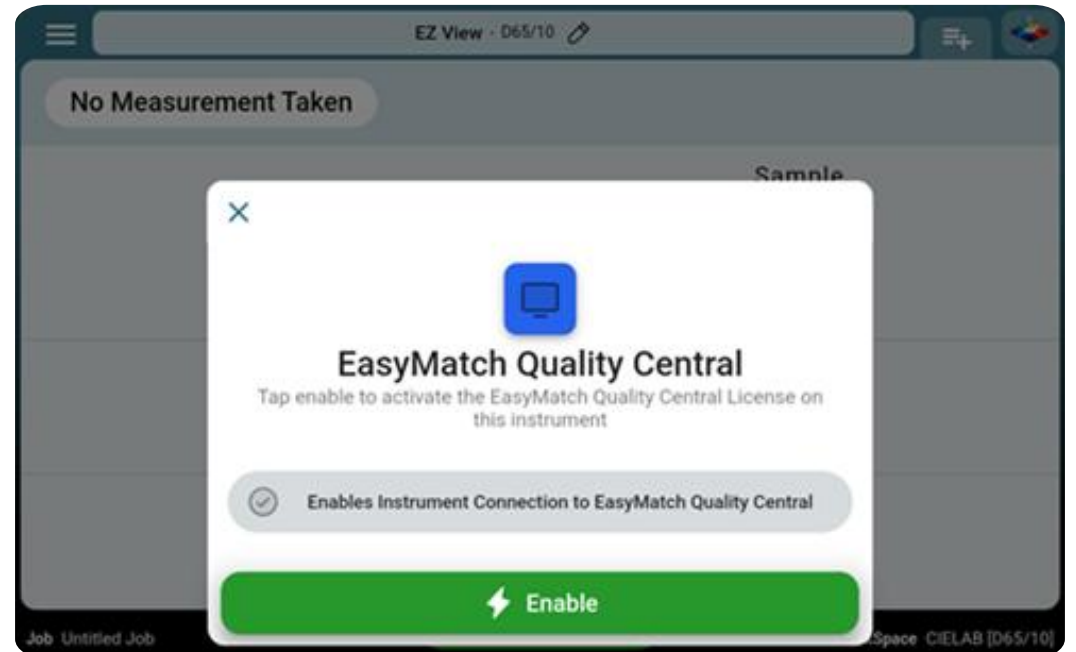 EZ View - D65/10
No Measurement Taken
Sample
EasyMatch Quality Central
Tap enable to activate the EasyMatch Quality Central License on
this instrument
Enables Instrument Connection to EasyMatch Quality Central
Enable
Job Untitled Job
Space CIELAB [D65/10]